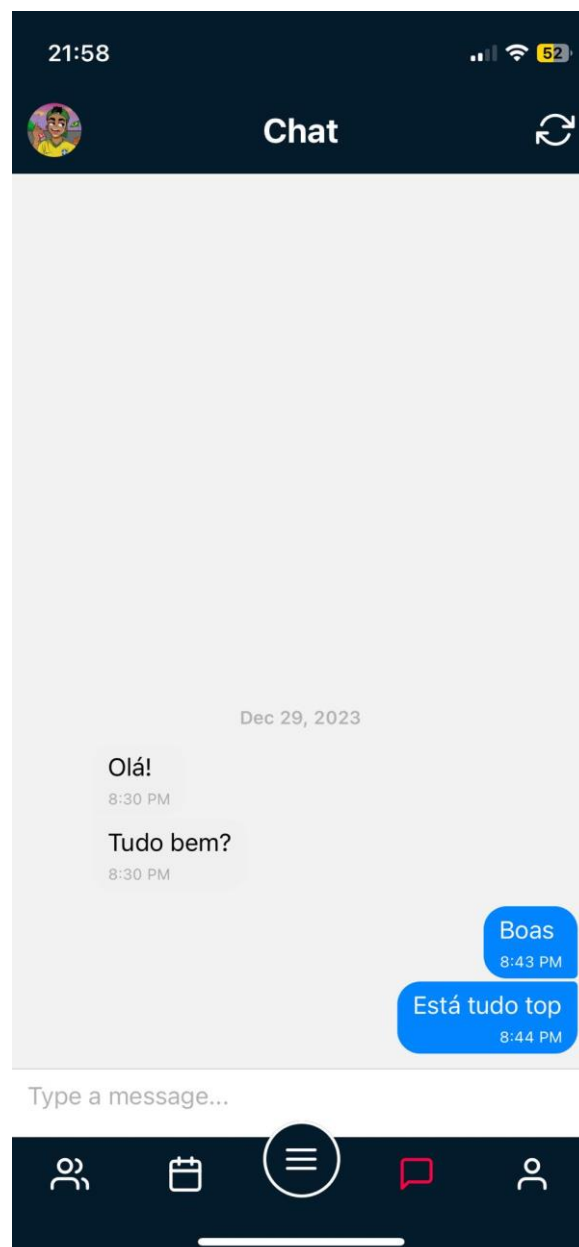 21:58
52
Chat
Dec 29, 2023
Olá!
8:30 PM
Tudo bem?
8:30 PM
Boas
8:43 PM
Está tudo top
8:44 PM
Type a message...